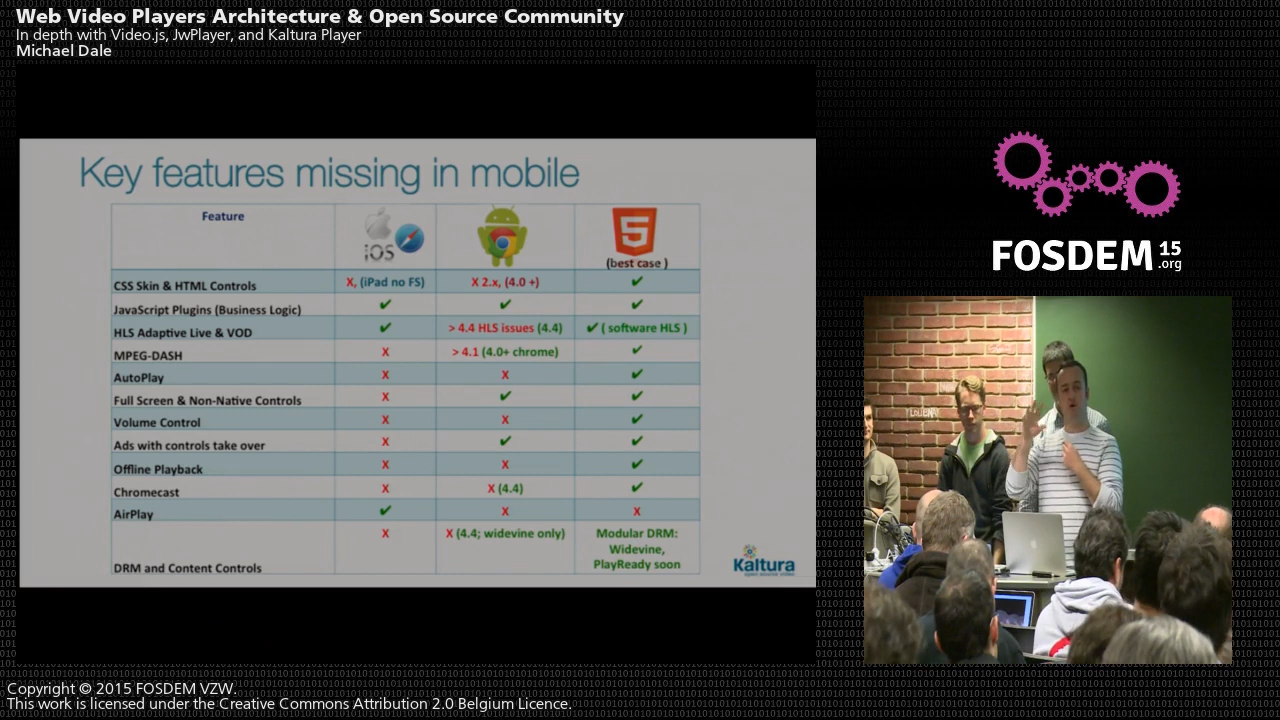 Web Video Players Architecture & Open Source Community
In depth with Video.js, JwPlayer, and Kaltura Player
Michael Dale
Key features missing in mobile
Feature
iOS
5
(best case )
CSS Skin & HTML Controls X, (iPad no FS) X 2.x, (4.0 +) ✔
JavaScript Plugins (Business Logic) ✔ ✔ ✔
HLS Adaptive Live & VOD ✔ > 4.4 HLS issues (4.4) ✔ ( software HLS )
MPEG-DASH X > 4.1 (4.0+ chrome) ✔
AutoPlay X X ✔
Full Screen & Non-Native Controls X ✔ ✔
Volume Control X X ✔
Ads with controls take over X ✔ ✔
Offline Playback X X ✔
Chromecast X X (4.4) ✔
AirPlay ✔ X X
DRM and Content Controls X X (4.4; widevine only) Modular DRM:
Widevine,
PlayReady soon
Kaltura
open source video
FOSDEM 15
.org
Copyright © 2015 FOSDEM VZW.
This work is licensed under the Creative Commons Attribution 2.0 Belgium Licence.